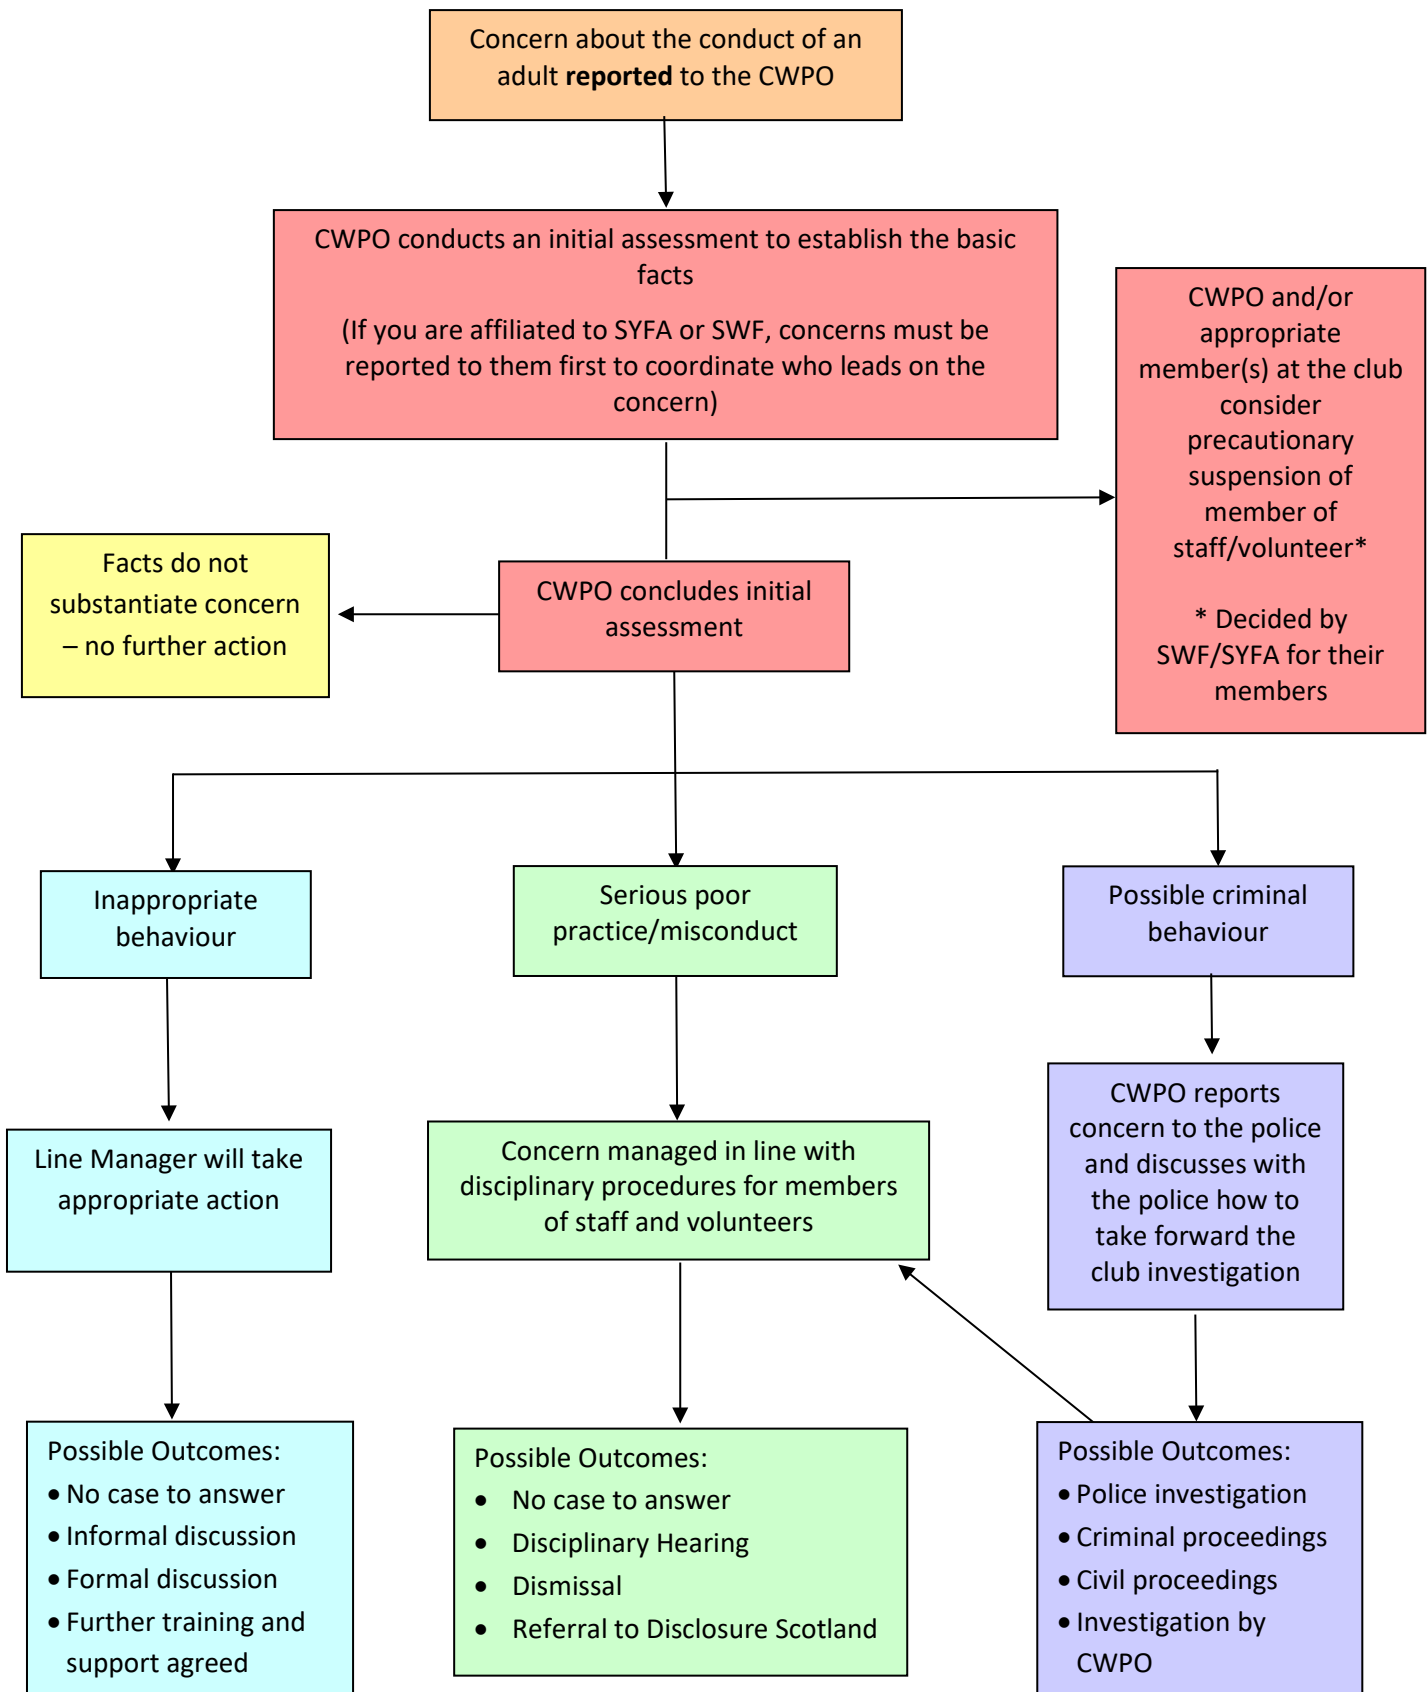 Concern about the conduct of an
adult reported to the CWPO
CWPO conducts an initial assessment to establish the basic
facts
(If you are affiliated to SYFA or SWF, concerns must be
reported to them first to coordinate who leads on the
concern)
CWPO and/or
appropriate
member(s) at the club
consider
precautionary
suspension of
member of
staff/volunteer*
* Decided by
SWF/SYFA for their
members
Facts do not
substantiate concern
– no further action
CWPO concludes initial
assessment
Inappropriate
behaviour
Serious poor
practice/misconduct
Possible criminal
behaviour
Line Manager will take
appropriate action
Concern managed in line with
disciplinary procedures for members
of staff and volunteers
CWPO reports
concern to the police
and discusses with
the police how to
take forward the
club investigation
Possible Outcomes:
• No case to answer
• Informal discussion
• Formal discussion
• Further training and
support agreed
Possible Outcomes:
• No case to answer
• Disciplinary Hearing
• Dismissal
• Referral to Disclosure Scotland
Possible Outcomes:
• Police investigation
• Criminal proceedings
• Civil proceedings
• Investigation by
CWPO